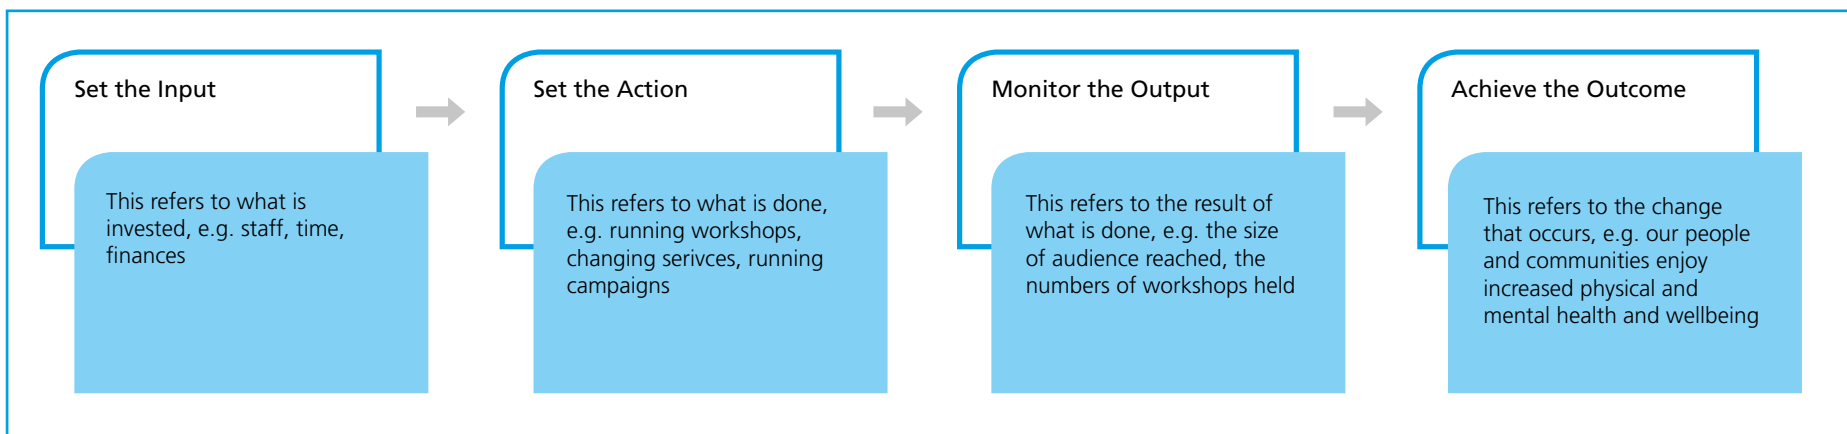 Set the Input
This refers to what is
invested, e.g. staff, time,
finances
Set the Action
This refers to what is done,
e.g. running workshops,
changing serivces, running
campaigns
Monitor the Output
This refers to the result of
what is done, e.g. the size
of audience reached, the
numbers of workshops held
Achieve the Outcome
This refers to the change
that occurs, e.g. our people
and communities enjoy
increased physical and
mental health and wellbeing